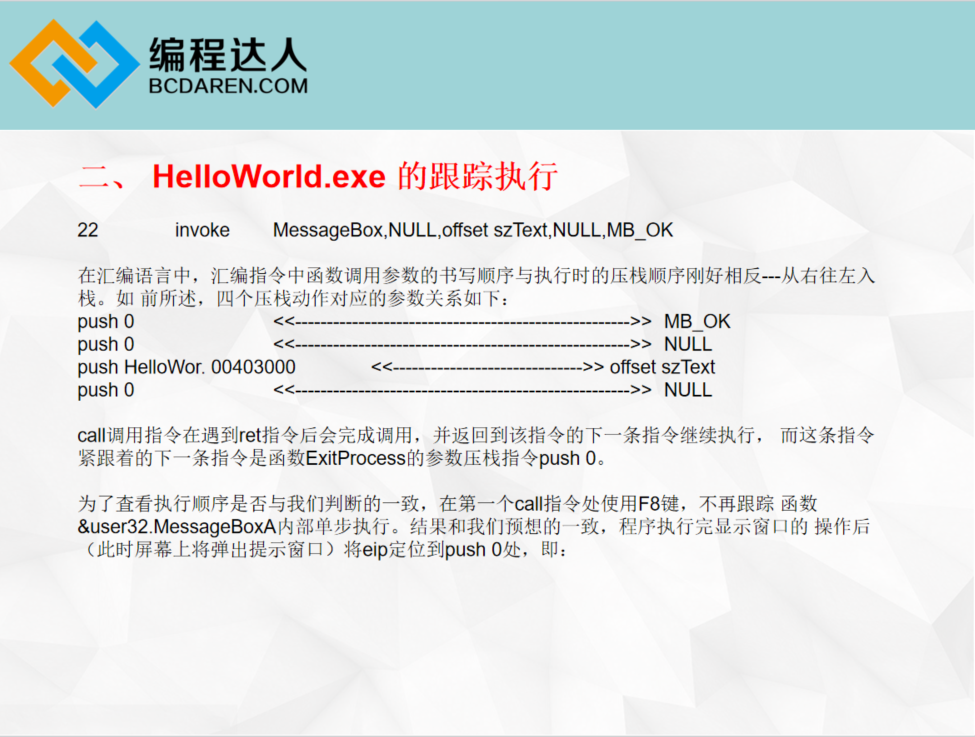 编程达人
BCDAREN.COM
二、 HelloWorld.exe 的跟踪执行
22 invoke MessageBox,NULL,offset szText,NULL,MB_OK
在汇编语言中，汇编指令中函数调用参数的书写顺序与执行时的压栈顺序刚好相反---从右往左入
栈。如 前所述，四个压栈动作对应的参数关系如下：
push 0 <<----------------------------------------------------->> MB_OK
push 0 <<----------------------------------------------------->> NULL
push HelloWor. 00403000 <<------------------------------>> offset szText
push 0 <<----------------------------------------------------->> NULL
call调用指令在遇到ret指令后会完成调用，并返回到该指令的下一条指令继续执行， 而这条指令
紧跟着的下一条指令是函数ExitProcess的参数压栈指令push 0。
为了查看执行顺序是否与我们判断的一致，在第一个call指令处使用F8键，不再跟踪 函数
&user32.MessageBoxA内部单步执行。结果和我们预想的一致，程序执行完显示窗口的 操作后
（此时屏幕上将弹出提示窗口）将eip定位到push 0处，即：